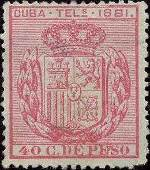 CUBA - TELS. 1881.
40 C. DE PESO